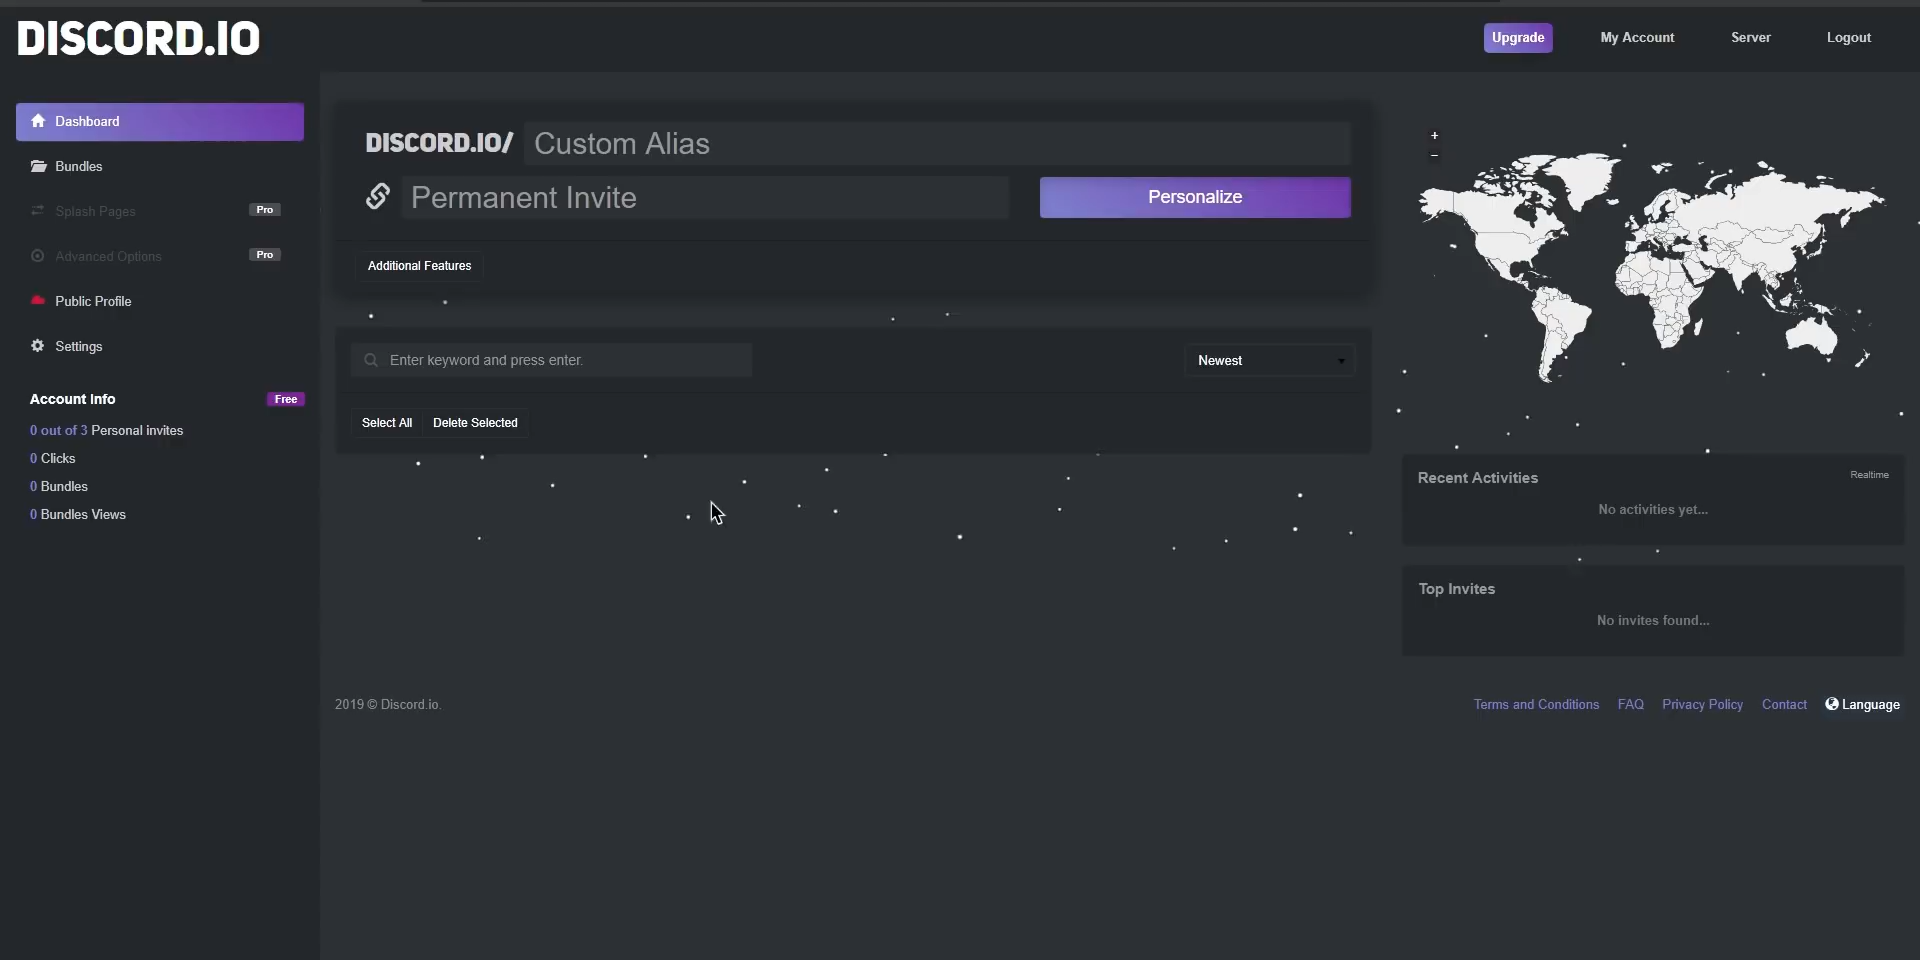 DISCORD.IO
Upgrade
My Account
Server
Logout
Dashboard
Bundles
Splash Pages Pro
Advanced Options Pro
Public Profile
Settings
Account Info Free
0 out of 3 Personal invites
0 Clicks
0 Bundles
0 Bundles Views
DISCORD.IO/ Custom Alias
Permanent Invite
Personalize
Additional Features
Enter keyword and press enter.
Newest
Select All
Delete Selected
+
−
Recent Activities
Realtime
No activities yet...
Top Invites
No invites found...
2019 © Discord.io.
Terms and Conditions
FAQ
Privacy Policy
Contact
Language